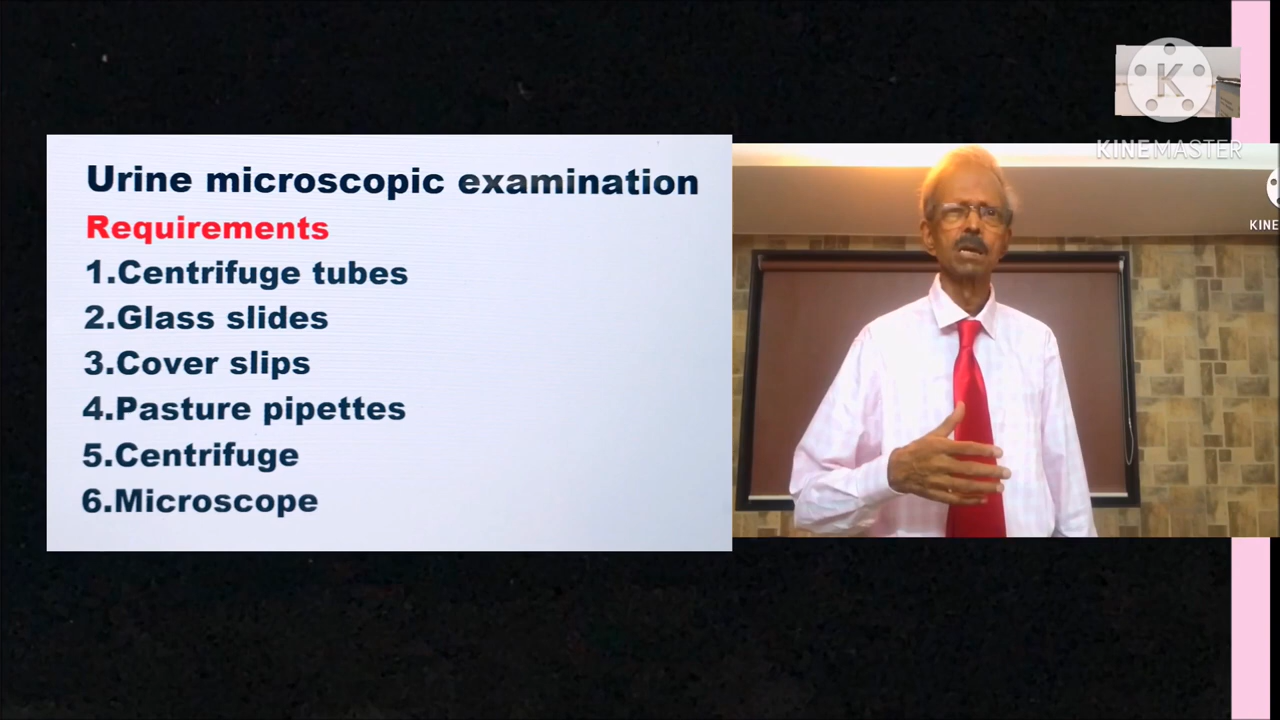 Urine microscopic examination
Requirements
1.Centrifuge tubes
2.Glass slides
3.Cover slips
4.Pasture pipettes
5.Centrifuge
6.Microscope
K
KINEMASTER
KINE